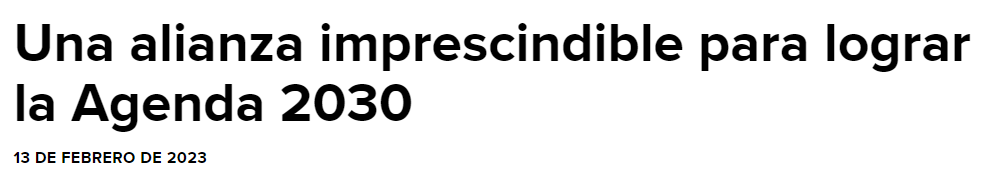 Una alianza imprescindible para lograr
la Agenda 2030
13 DE FEBRERO DE 2023